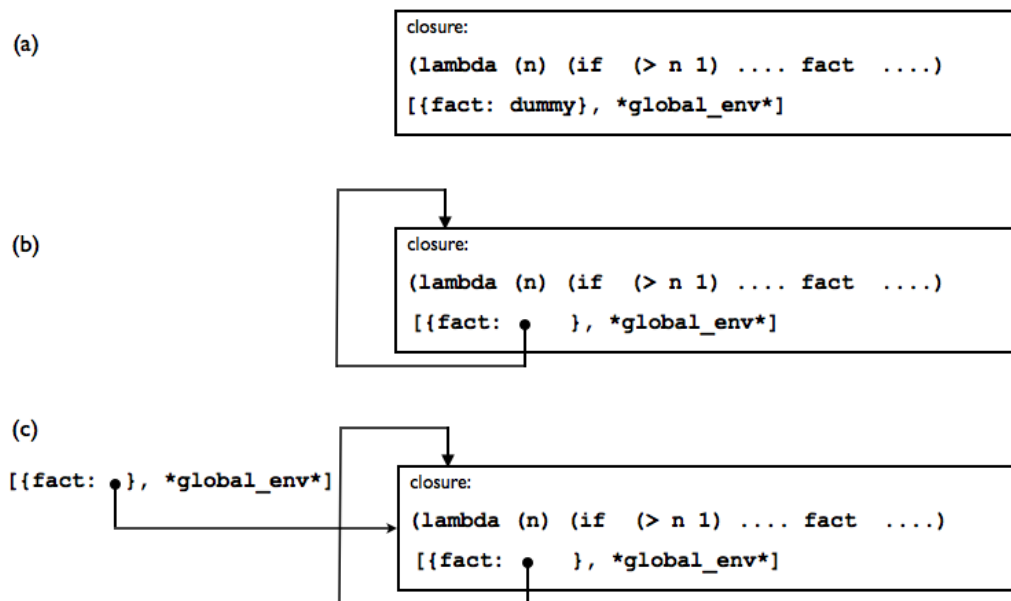 (a)
closure:
(lambda (n) (if (> n 1) .... fact ....)
[{fact: dummy}, *global_env*]
(b)
closure:
(lambda (n) (if (> n 1) .... fact ....)
[{fact: }, *global_env*]
(c)
[{fact: }, *global_env*]
closure:
(lambda (n) (if (> n 1) .... fact ....)
[{fact: }, *global_env*]